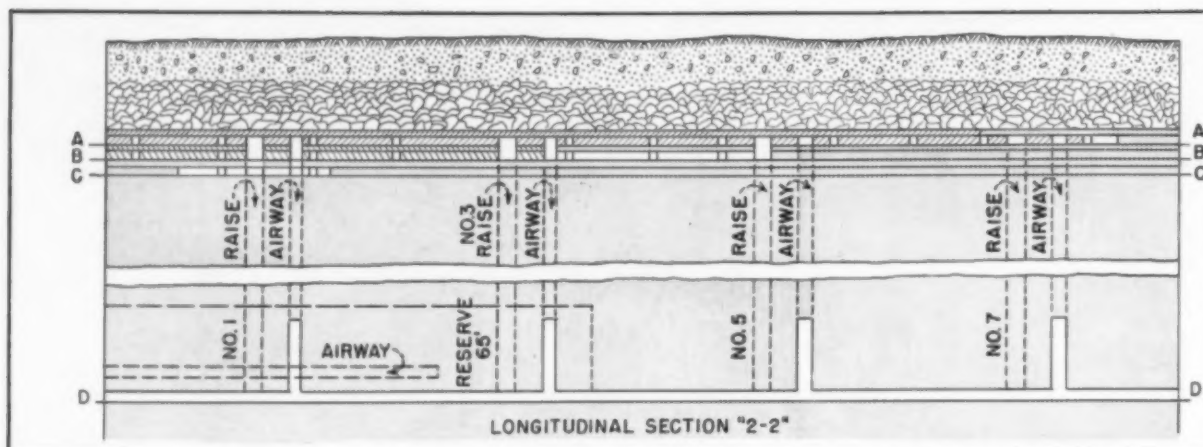 A A
B B
C C
RAISE
AIRWAY
NO.3
RAISE
AIRWAY
RAISE
AIRWAY
RAISE
AIRWAY
NO. 1
AIRWAY
RESERVE
65'
NO. 5
NO. 7
D D
LONGITUDINAL SECTION "2-2"